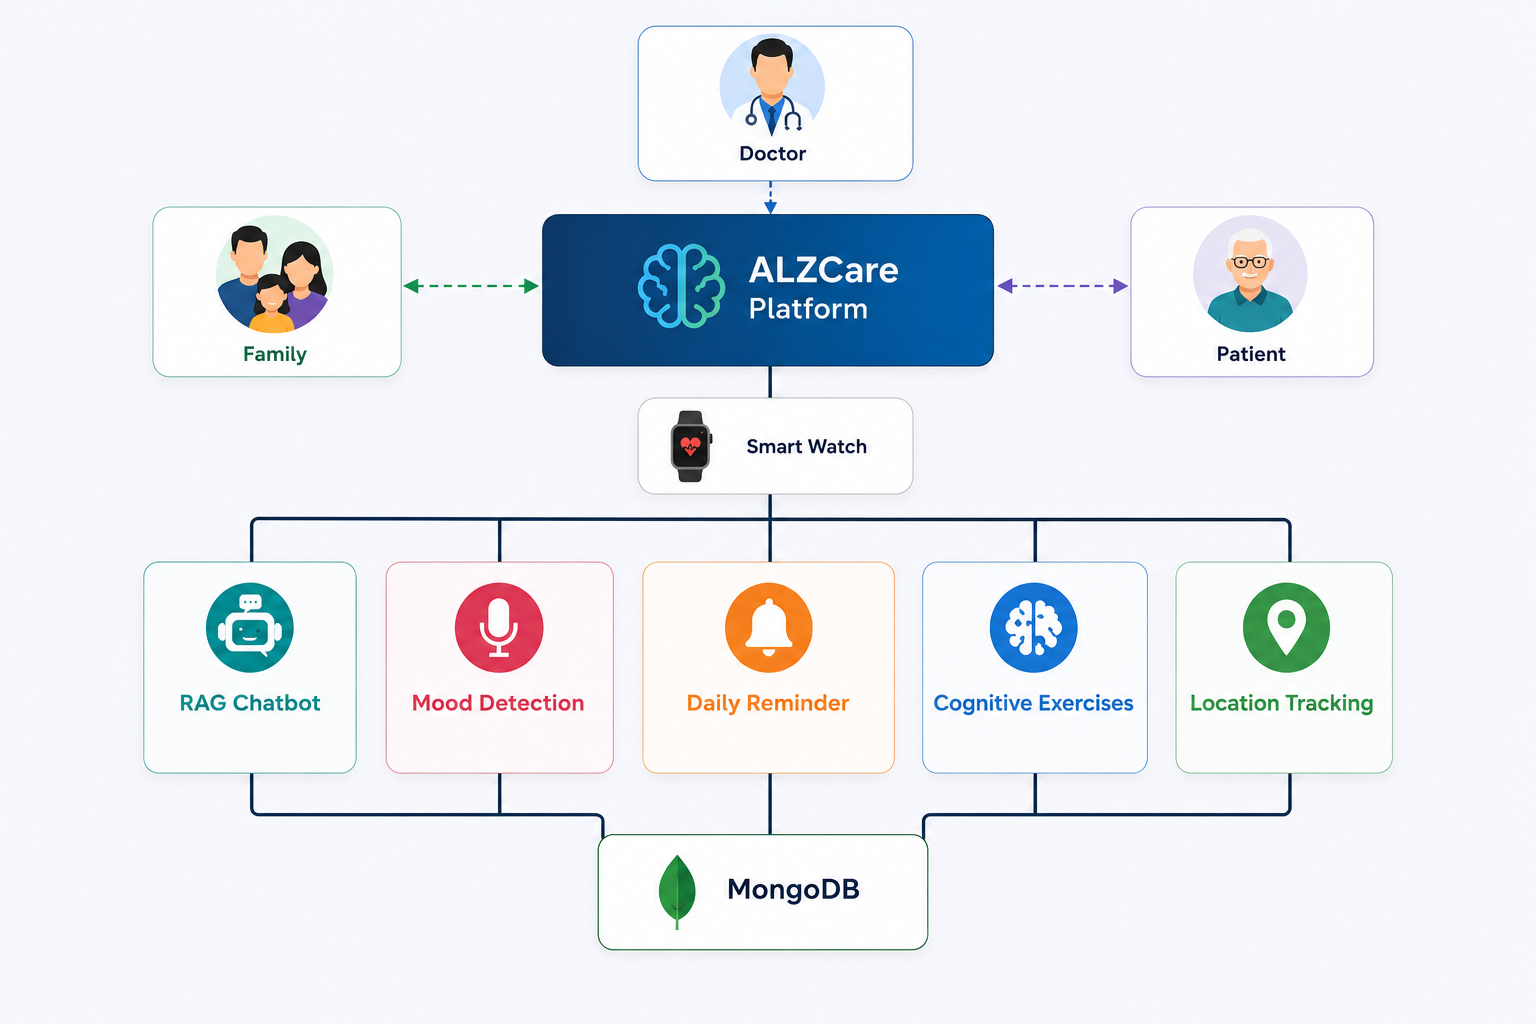 Doctor
ALZCare
Platform
Family
Patient
Smart Watch
RAG Chatbot
Mood Detection
Daily Reminder
Cognitive Exercises
Location Tracking
MongoDB